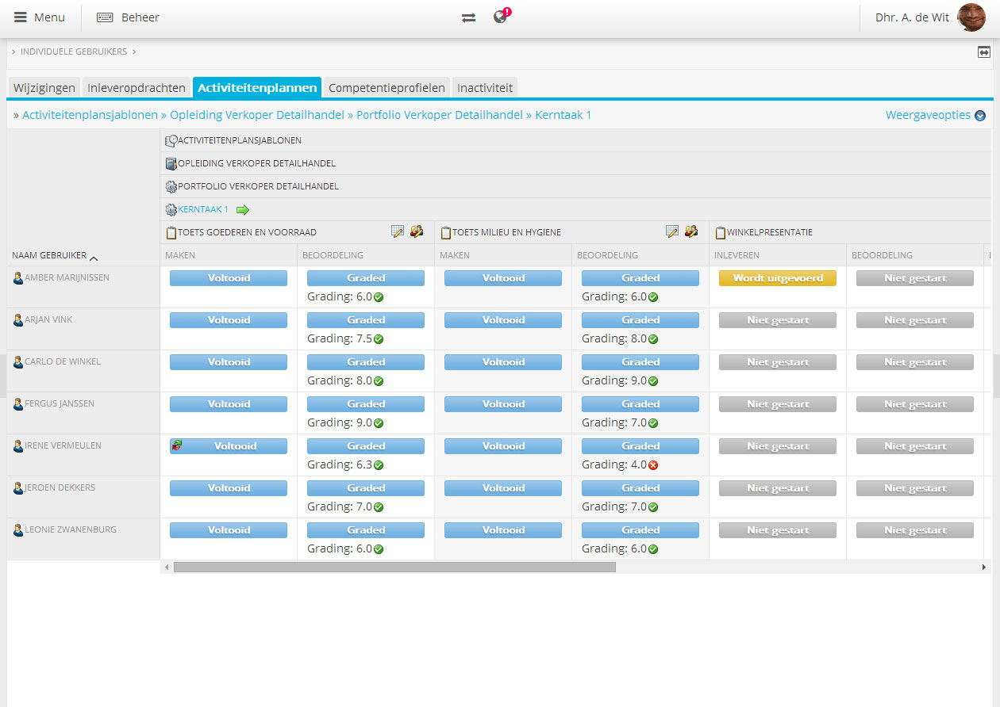 Menu Beheer ! Dhr. A. de Wit
› INDIVIDUELE GEBRUIKERS ›
Wijzigingen Inleveropdrachten Activiteitenplannen Competentieprofielen Inactiviteit
» Activiteitenplansjablonen » Opleiding Verkoper Detailhandel » Portfolio Verkoper Detailhandel » Kerntaak 1 Weergaveopties
ACTIVITEITENPLANSJABLONEN
OPLEIDING VERKOPER DETAILHANDEL
PORTFOLIO VERKOPER DETAILHANDEL
KERNTAAK 1
TOETS GOEDEREN EN VOORRAAD TOETS MILIEU EN HYGIENE WINKELPRESENTATIE
NAAM GEBRUIKER MAKEN BEOORDELING MAKEN BEOORDELING INLEVEREN BEOORDELING
AMBER MARIJNISSEN Voltooid Graded Voltooid Graded Wordt uitgevoerd Niet gestart
Grading: 6.0 Grading: 6.0
ARJAN VINK Voltooid Graded Voltooid Graded Niet gestart Niet gestart
Grading: 7.5 Grading: 8.0
CARLO DE WINKEL Voltooid Graded Voltooid Graded Niet gestart Niet gestart
Grading: 8.0 Grading: 9.0
FERGUS JANSSEN Voltooid Graded Voltooid Graded Niet gestart Niet gestart
Grading: 9.0 Grading: 7.0
IRENE VERMEULEN Voltooid Graded Voltooid Graded Niet gestart Niet gestart
Grading: 6.3 Grading: 4.0
JEROEN DEKKERS Voltooid Graded Voltooid Graded Niet gestart Niet gestart
Grading: 7.0 Grading: 7.0
LEONIE ZWANENBURG Voltooid Graded Voltooid Graded Niet gestart Niet gestart
Grading: 6.0 Grading: 6.0